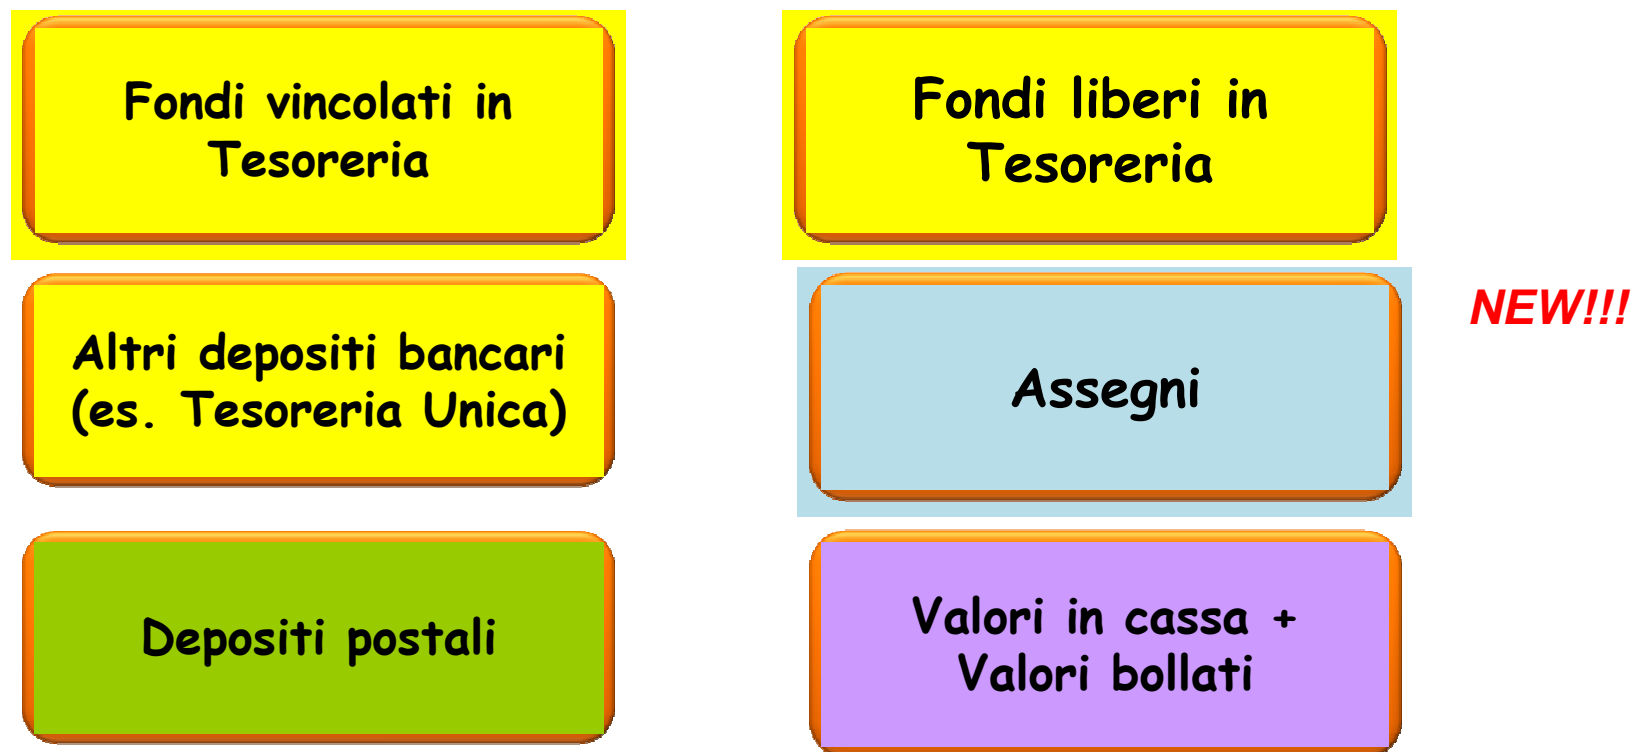 Fondi vincolati in
Tesoreria
Fondi liberi in
Tesoreria
Altri depositi bancari
(es. Tesoreria Unica)
Assegni
NEW!!!
Depositi postali
Valori in cassa +
Valori bollati